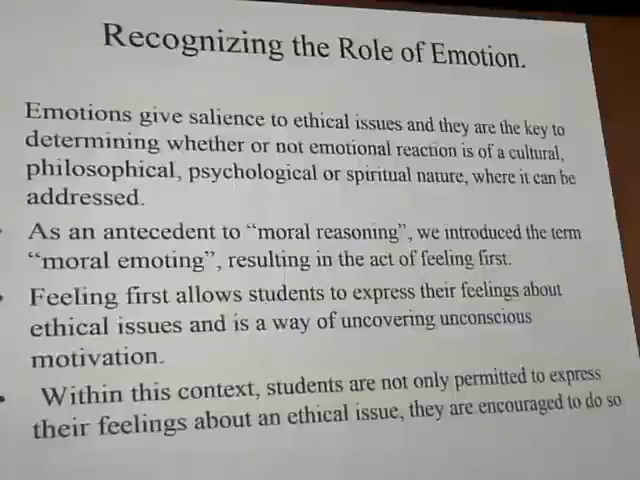 Recognizing the Role of Emotion.
Emotions give salience to ethical issues and they are the key to
determining whether or not emotional reaction is of a cultural,
philosophical, psychological or spiritual nature, where it can be
addressed.
As an antecedent to “moral reasoning”, we introduced the term
“moral emoting”, resulting in the act of feeling first.
Feeling first allows students to express their feelings about
ethical issues and is a way of uncovering unconscious
motivation.
Within this context, students are not only permitted to express
their feelings about an ethical issue, they are encouraged to do so